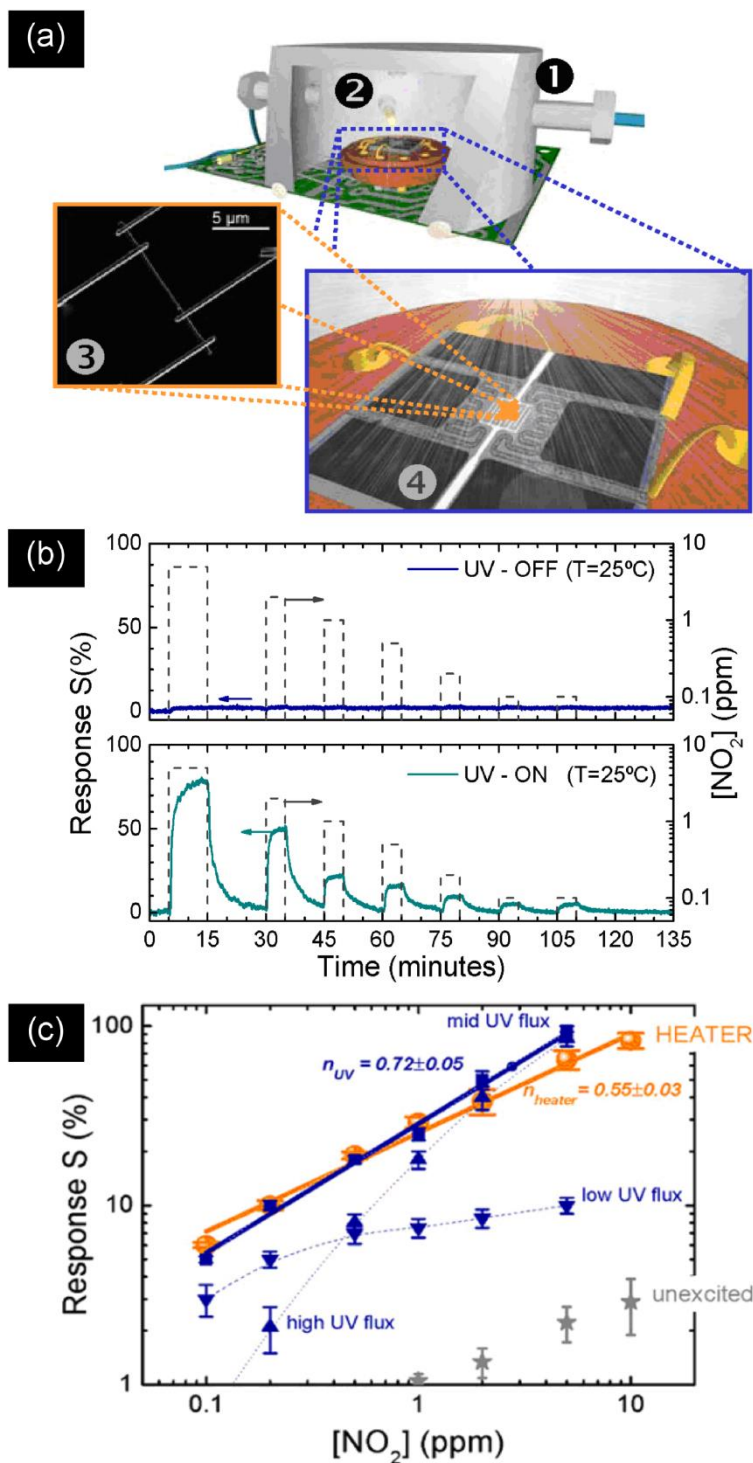 (a)
1
2
5 µm
3
4
(b)
100
50
0
Response S(%)
UV - OFF (T=25ºC)
10
1
0.1
[NO2] (ppm)
100
50
0
UV - ON (T=25ºC)
10
1
0.1
0 15 30 45 60 75 90 105 120 135
Time (minutes)
(c)
100
10
1
Response S (%)
mid UV flux
HEATER
nUV = 0.72±0.05
nheater = 0.55±0.03
low UV flux
high UV flux
unexcited
0.1 1 10
[NO2] (ppm)